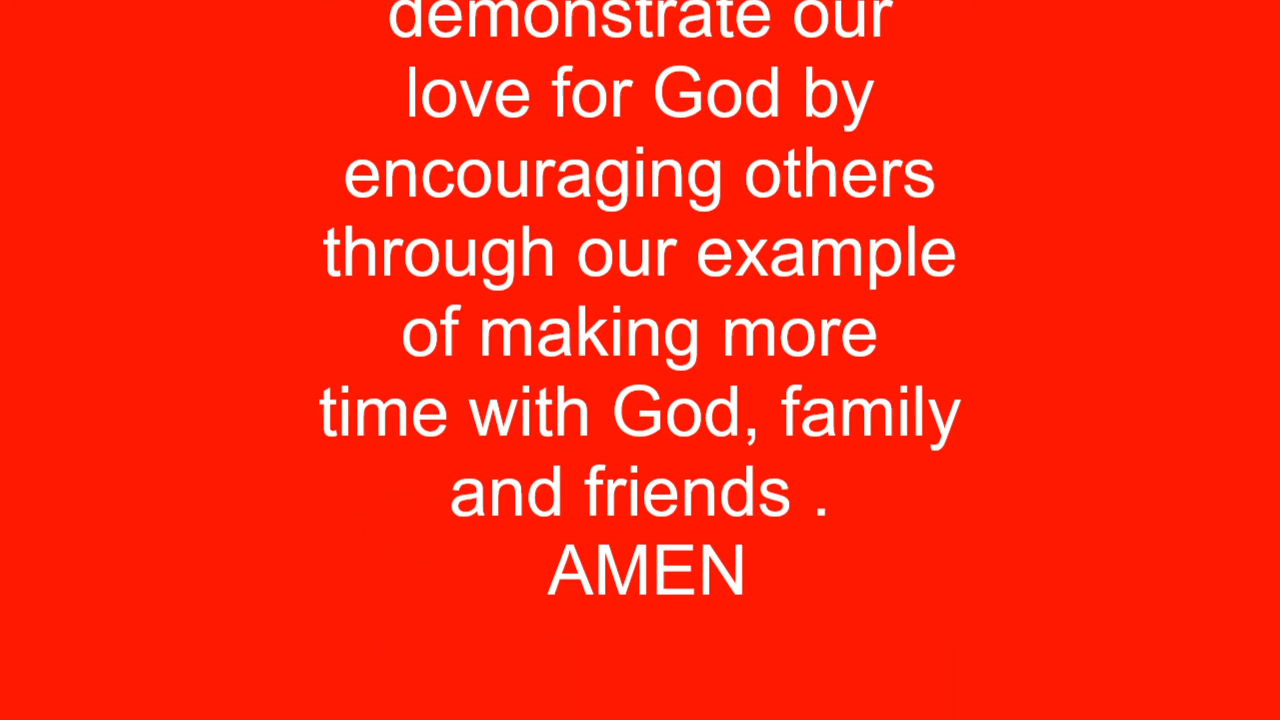 demonstrate our
love for God by
encouraging others
through our example
of making more
time with God, family
and friends .
AMEN